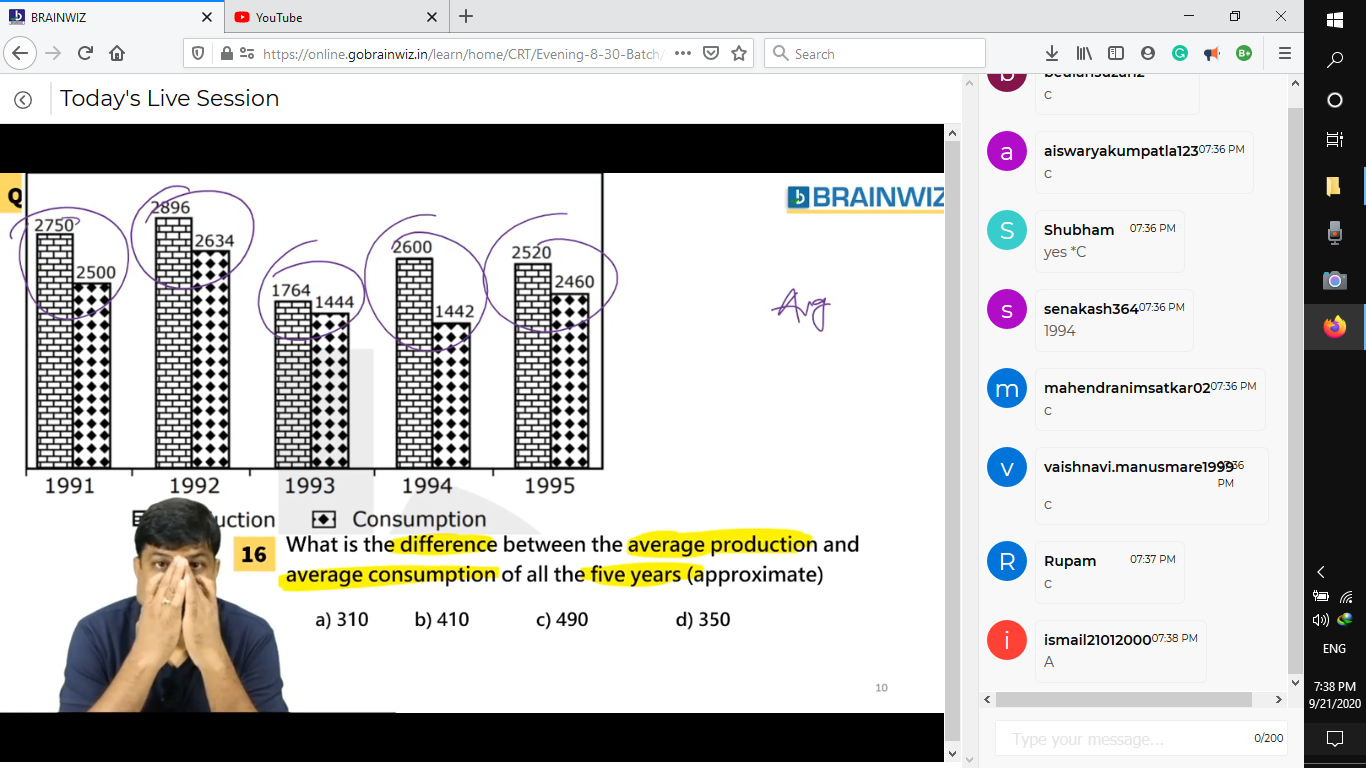 BRAINWIZ
YouTube
https://online.gobrainwiz.in/learn/home/CRT/Evening-8-30-Batch/
Search
Today's Live Session
Q
BRAINWIZ
2750
2500
2896
2634
1764
1444
2600
1442
2520
2460
Avg
1991 1992 1993 1994 1995
uction Consumption
16 What is the difference between the average production and
average consumption of all the five years (approximate)
a) 310 b) 410 c) 490 d) 350
10
C
a aiswaryakumpatla123 07:36 PM
C
S Shubham 07:36 PM
yes *C
s senakash364 07:36 PM
1994
m mahendranimsatkar02 07:36 PM
C
v vaishnavi.manusmare1999 07:36
PM
C
R Rupam 07:37 PM
C
i ismail21012000 07:38 PM
A
Type your message... 0/200
ENG
7:38 PM
9/21/2020